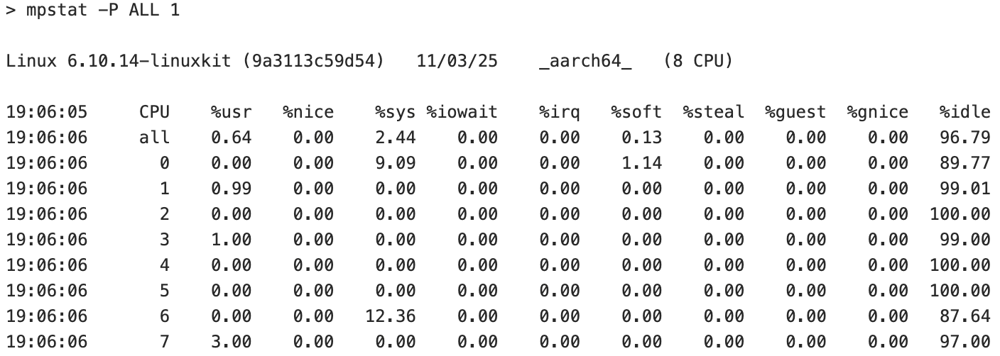 > mpstat -P ALL 1
Linux 6.10.14-linuxkit (9a3113c59d54)   11/03/25    _aarch64_   (8 CPU)
19:06:05     CPU    %usr   %nice    %sys %iowait    %irq   %soft  %steal  %guest  %gnice   %idle
19:06:06     all    0.64    0.00    2.44    0.00    0.00    0.13    0.00    0.00    0.00   96.79
19:06:06       0    0.00    0.00    9.09    0.00    0.00    1.14    0.00    0.00    0.00   89.77
19:06:06       1    0.99    0.00    0.00    0.00    0.00    0.00    0.00    0.00    0.00   99.01
19:06:06       2    0.00    0.00    0.00    0.00    0.00    0.00    0.00    0.00    0.00  100.00
19:06:06       3    1.00    0.00    0.00    0.00    0.00    0.00    0.00    0.00    0.00   99.00
19:06:06       4    0.00    0.00    0.00    0.00    0.00    0.00    0.00    0.00    0.00  100.00
19:06:06       5    0.00    0.00    0.00    0.00    0.00    0.00    0.00    0.00    0.00  100.00
19:06:06       6    0.00    0.00   12.36    0.00    0.00    0.00    0.00    0.00    0.00   87.64
19:06:06       7    3.00    0.00    0.00    0.00    0.00    0.00    0.00    0.00    0.00   97.00